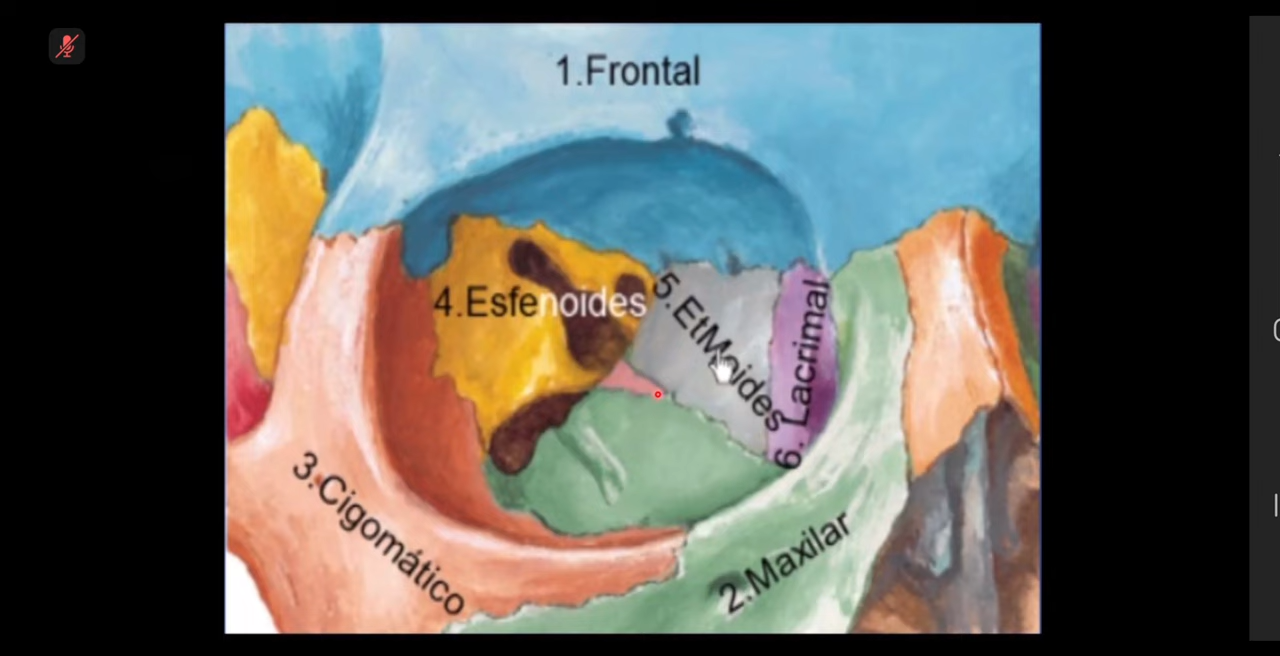 1.Frontal
4.Esfenoides
5.EtMoides
6. Lacrimal
3.Cigomático
2.Maxilar